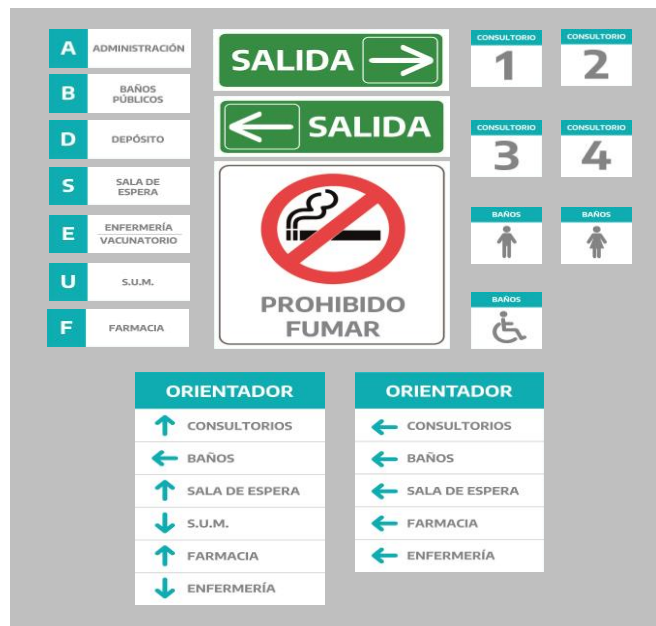 A ADMINISTRACIÓN
B BAÑOS
PÚBLICOS
D DEPÓSITO
S SALA DE
ESPERA
E ENFERMERÍA
VACUNATORIO
U S.U.M.
F FARMACIA
SALIDA
SALIDA
PROHIBIDO
FUMAR
CONSULTORIO
1
CONSULTORIO
2
CONSULTORIO
3
CONSULTORIO
4
BAÑOS
BAÑOS
BAÑOS
ORIENTADOR
CONSULTORIOS
BAÑOS
SALA DE ESPERA
S.U.M.
FARMACIA
ENFERMERÍA
ORIENTADOR
CONSULTORIOS
BAÑOS
SALA DE ESPERA
FARMACIA
ENFERMERÍA